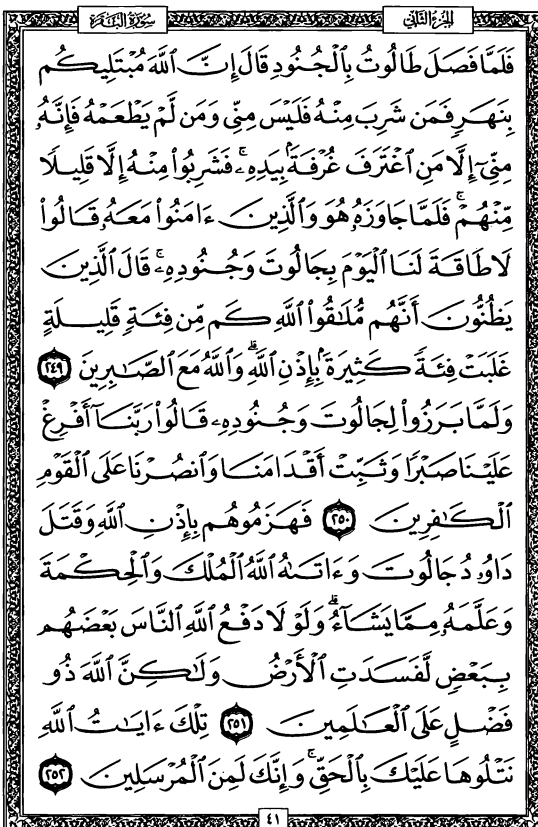 الجزء الثاني
سورة البقرة
فَلَمَّا فَصَلَ طَالُوتُ بِٱلْجُنُودِ قَالَ إِنَّ ٱللَّهَ مُبْتَلِيكُم
بِنَهَرٍ فَمَن شَرِبَ مِنْهُ فَلَيْسَ مِنِّى وَمَن لَّمْ يَطْعَمْهُ فَإِنَّهُۥ
مِنِّىٓ إِلَّا مَنِ ٱغْتَرَفَ غُرْفَةًۢ بِيَدِهِۦ ۚ فَشَرِبُوا۟ مِنْهُ إِلَّا قَلِيلًا
مِّنْهُمْ ۚ فَلَمَّا جَاوَزَهُۥ هُوَ وَٱلَّذِينَ ءَامَنُوا۟ مَعَهُۥ قَالُوا۟
لَا طَاقَةَ لَنَا ٱلْيَوْمَ بِجَالُوتَ وَجُنُودِهِۦ ۚ قَالَ ٱلَّذِينَ
يَظُنُّونَ أَنَّهُم مُّلَٰقُوا۟ ٱللَّهِ كَم مِّن فِئَةٍ قَلِيلَةٍ
غَلَبَتْ فِئَةً كَثِيرَةًۢ بِإِذْنِ ٱللَّهِ ۗ وَٱللَّهُ مَعَ ٱلصَّٰبِرِينَ ٢٤٩
وَلَمَّا بَرَزُوا۟ لِجَالُوتَ وَجُنُودِهِۦ قَالُوا۟ رَبَّنَآ أَفْرِغْ
عَلَيْنَا صَبْرًا وَثَبِّتْ أَقْدَامَنَا وَٱنصُرْنَا عَلَى ٱلْقَوْمِ
ٱلْكَٰفِرِينَ ٢٥٠ فَهَزَمُوهُم بِإِذْنِ ٱللَّهِ وَقَتَلَ
دَاوُۥدُ جَالُوتَ وَءَاتَىٰهُ ٱللَّهُ ٱلْمُلْكَ وَٱلْحِكْمَةَ
وَعَلَّمَهُۥ مِمَّا يَشَآءُ ۗ وَلَوْلَا دَفْعُ ٱللَّهِ ٱلنَّاسَ بَعْضَهُم
بِبَعْضٍ لَّفَسَدَتِ ٱلْأَرْضُ وَلَٰكِنَّ ٱللَّهَ ذُو
فَضْلٍ عَلَى ٱلْعَٰلَمِينَ ٢٥١ تِلْكَ ءَايَٰتُ ٱللَّهِ
نَتْلُوهَا عَلَيْكَ بِٱلْحَقِّ ۚ وَإِنَّكَ لَمِنَ ٱلْمُرْسَلِينَ ٢٥٢
٤١